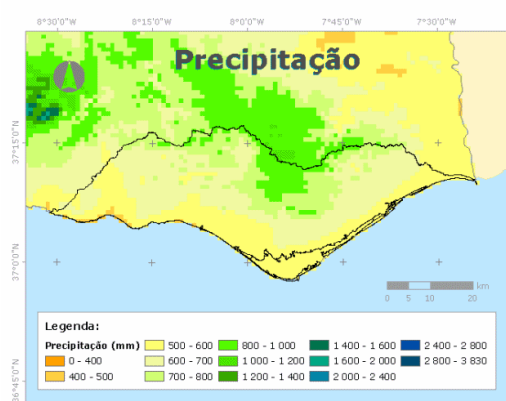 8°30'0"W 8°15'0"W 8°0'0"W 7°45'0"W 7°30'0"W
Precipitação
37°15'0"N
37°0'0"N
36°45'0"N
km
0 5 10 20
Legenda:
Precipitação (mm)
0 - 400
400 - 500
500 - 600
600 - 700
700 - 800
800 - 1 000
1 000 - 1 200
1 200 - 1 400
1 400 - 1 600
1 600 - 2 000
2 000 - 2 400
2 400 - 2 800
2 800 - 3 830